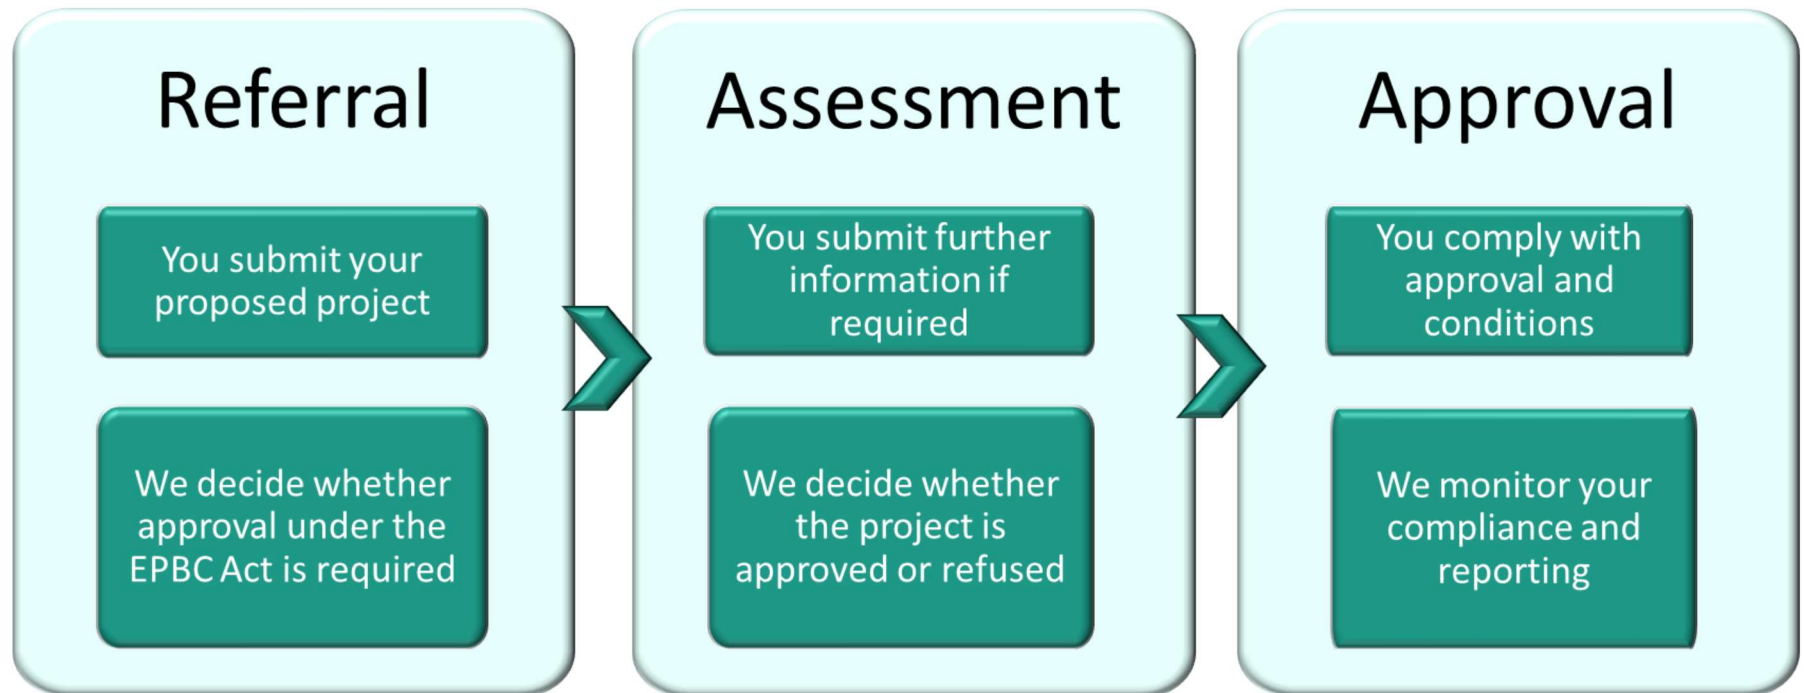 Referral
You submit your
proposed project
We decide whether
approval under the
EPBC Act is required
Assessment
You submit further
information if
required
We decide whether
the project is
approved or refused
Approval
You comply with
approval and
conditions
We monitor your
compliance and
reporting